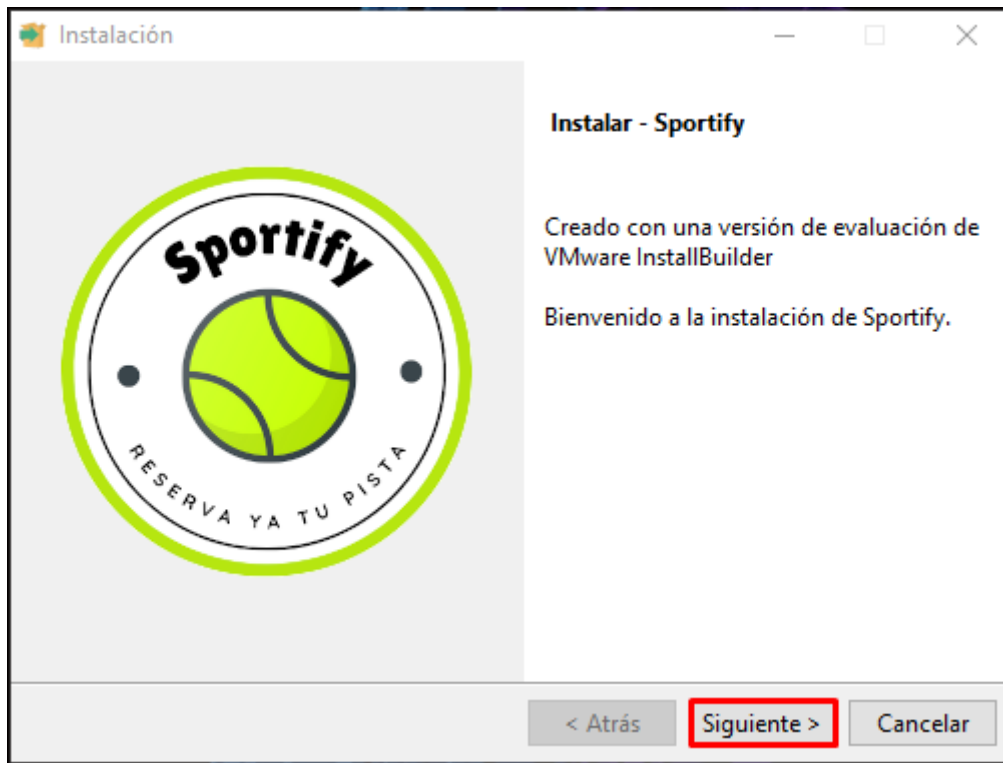 Instalación
Instalar - Sportify
Creado con una versión de evaluación de
VMware InstallBuilder
Bienvenido a la instalación de Sportify.
Sportify
RESERVA YA TU PISTA
< Atrás
Siguiente >
Cancelar